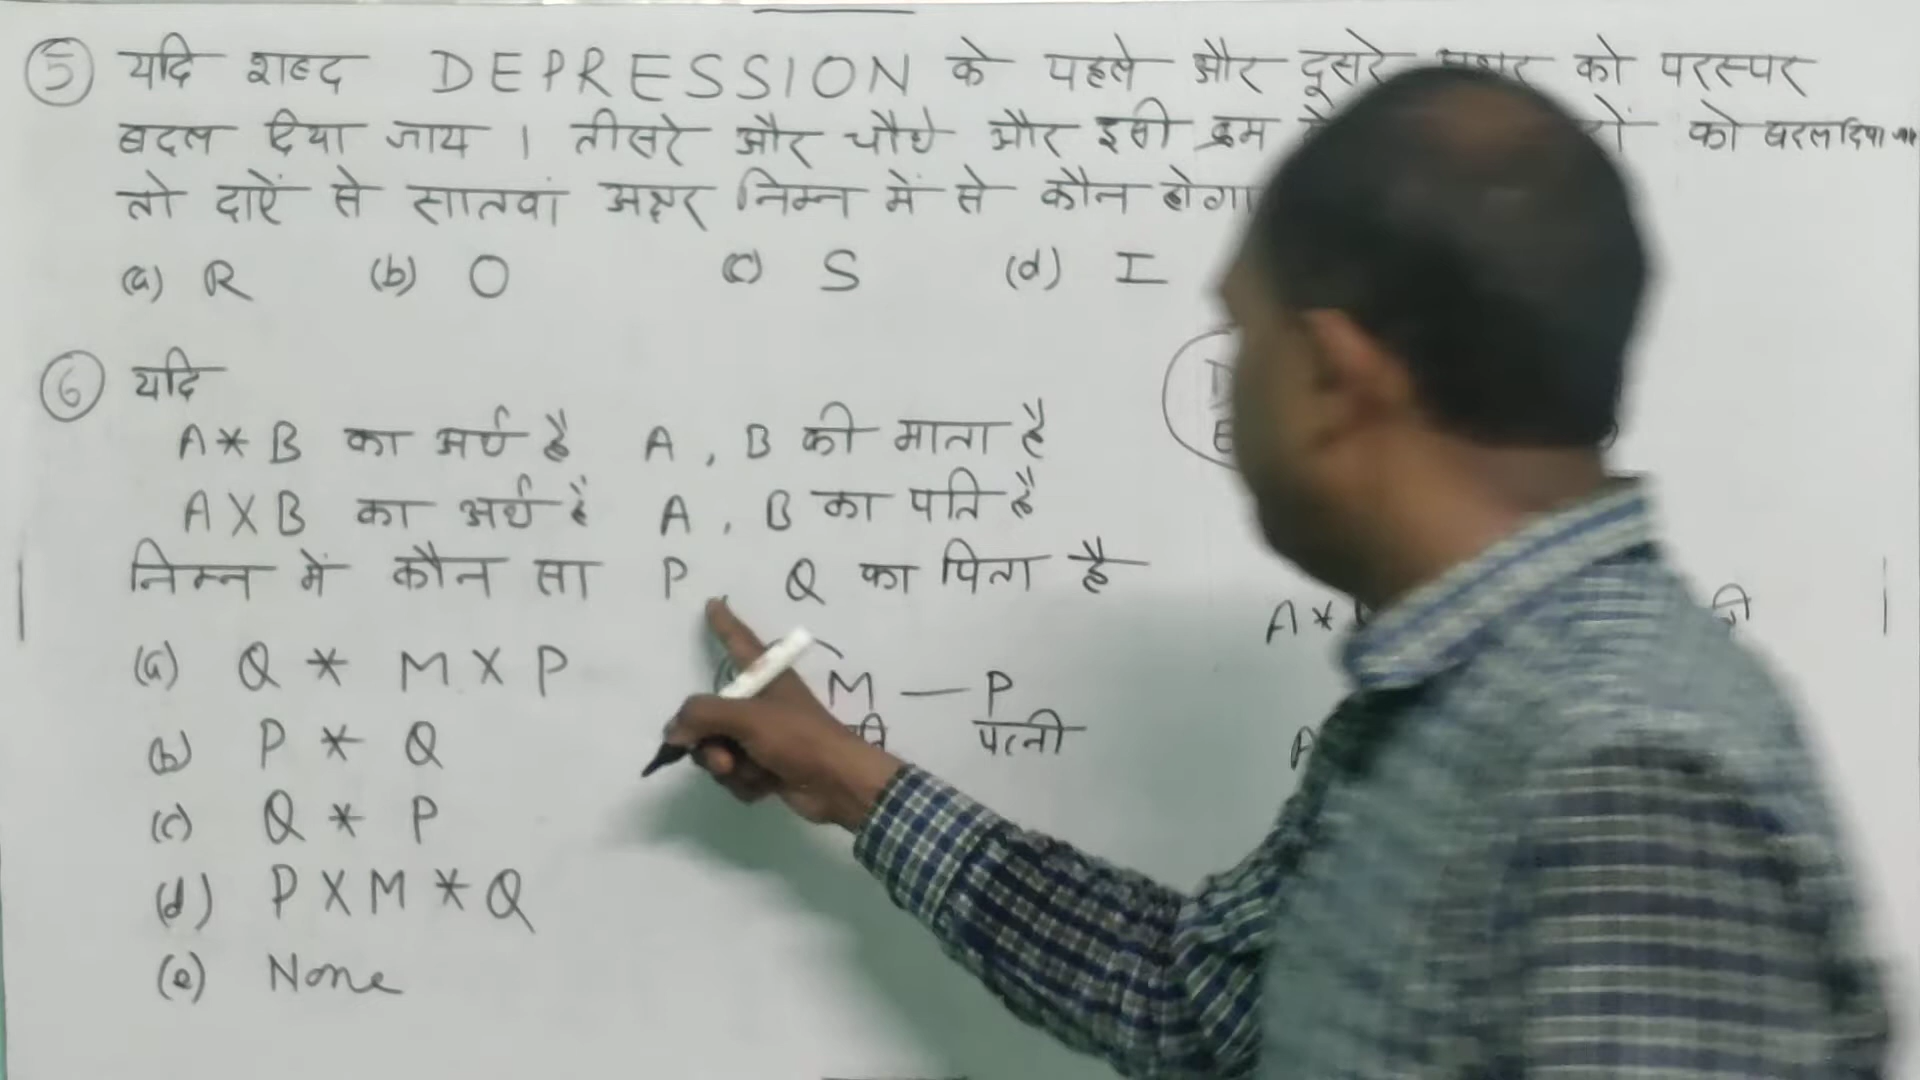 5 यदि शब्द DEPRESSION के पहले और दूसरे को परस्पर
बदल दिया जाय । तीसरे और चौथे और इसी क्रम को बदल दिया
तो दाऐं से सातवां अक्षर निम्न में से कौन होगा
(a) R (b) O (c) S (d) I
6 यदि
A * B का अर्थ है A , B की माता है
A X B का अर्थ है A , B का पति है
निम्न में कौन सा P , Q का पिता है
(a) Q * M X P
M — P
पत्नी
(b) P * Q
(c) Q * P
(d) P X M * Q
(e) None
A *
A